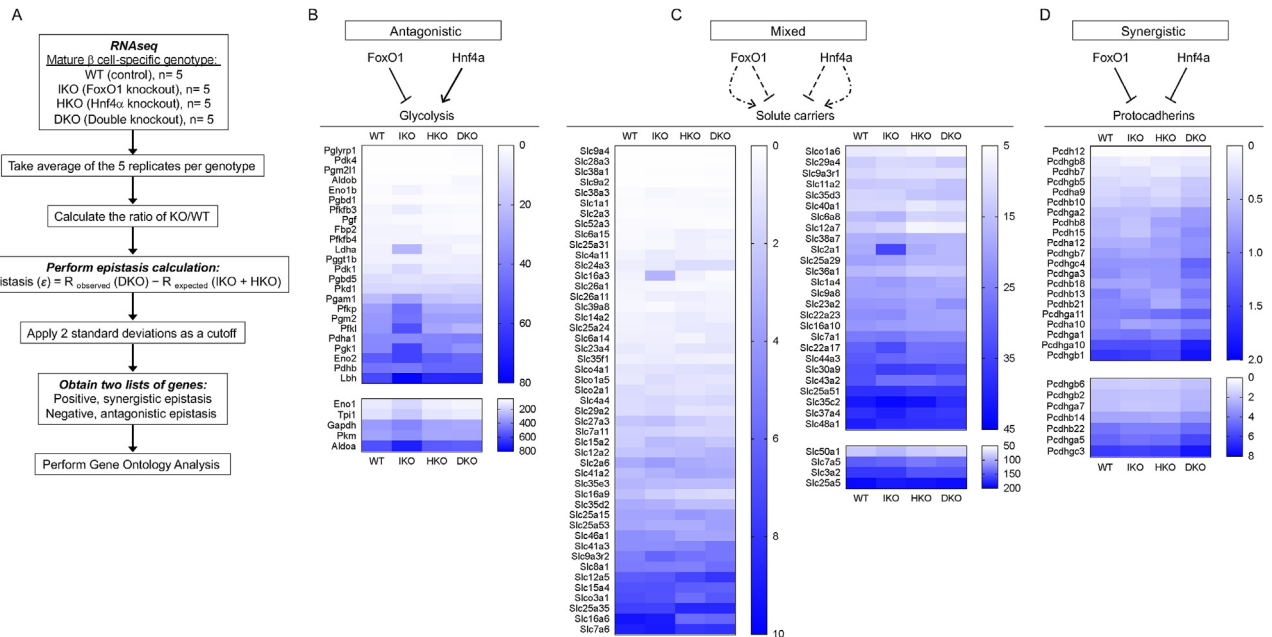 A
RNAseq
Mature β cell-specific genotype:
WT (control), n= 5
IKO (FoxO1 knockout), n= 5
HKO (Hnf4α knockout), n= 5
DKO (Double knockout), n= 5
Take average of the 5 replicates per genotype
Calculate the ratio of KO/WT
Perform epistasis calculation:
istasis (ε) = R observed (DKO) − R expected (IKO + HKO)
Apply 2 standard deviations as a cutoff
Obtain two lists of genes:
Positive, synergistic epistasis
Negative, antagonistic epistasis
Perform Gene Ontology Analysis
B
Antagonistic
FoxO1 Hnf4a
Glycolysis
WT IKO HKO DKO
Pglyrp1
Pdk4
Pgm2l1
Aldob
Eno1b
Pgbd1
Pfkfb3
Pgf
Fbp2
Pfkfb4
Ldha
Pggt1b
Pdk1
Pgbd5
Pkd1
Pgam1
Pfkp
Pgm2
Pfkl
Pdha1
Pgk1
Eno2
Pdhb
Lbh
0
20
40
60
80
Eno1
Tpi1
Gapdh
Pkm
Aldoa
200
400
600
800
WT IKO HKO DKO
C
Mixed
FoxO1 Hnf4a
Solute carriers
WT IKO HKO DKO
Slc9a4
Slc28a3
Slc38a1
Slc9a2
Slc38a3
Slc1a1
Slc2a3
Slc52a3
Slc6a15
Slc25a31
Slc4a11
Slc24a3
Slc16a3
Slc26a1
Slc26a11
Slc39a8
Slc14a2
Slc25a24
Slc6a14
Slc23a4
Slc35f1
Slco4a1
Slco1a5
Slco2a1
Slc4a4
Slc29a2
Slc27a3
Slc7a11
Slc15a2
Slc12a2
Slc2a6
Slc41a2
Slc35e3
Slc16a9
Slc35d2
Slc25a15
Slc25a53
Slc46a1
Slc41a3
Slc9a3r2
Slc8a1
Slc12a5
Slc15a4
Slco3a1
Slc25a35
Slc16a6
Slc7a6
0
2
4
6
8
10
WT IKO HKO DKO
Slco1a6
Slc29a4
Slc9a3r1
Slc11a2
Slc35d3
Slc40a1
Slc6a8
Slc12a7
Slc38a7
Slc2a1
Slc25a29
Slc36a1
Slc1a4
Slc9a8
Slc23a2
Slc22a23
Slc16a10
Slc7a1
Slc22a17
Slc44a3
Slc30a9
Slc43a2
Slc25a51
Slc35c2
Slc37a4
Slc48a1
5
15
25
35
45
Slc50a1
Slc7a5
Slc3a2
Slc25a5
50
100
150
200
WT IKO HKO DKO
D
Synergistic
FoxO1 Hnf4a
Protocadherins
WT IKO HKO DKO
Pcdh12
Pcdhgb8
Pcdhb7
Pcdhgb5
Pcdha9
Pcdhb10
Pcdhga2
Pcdhb8
Pcdh15
Pcdha12
Pcdhgb7
Pcdhgc4
Pcdhga3
Pcdhb18
Pcdhb13
Pcdhb21
Pcdhga11
Pcdha10
Pcdhga1
Pcdhga10
Pcdhgb1
0
0.5
1.0
1.5
2.0
Pcdhgb6
Pcdhgb2
Pcdhga7
Pcdhb14
Pcdhb22
Pcdhga5
Pcdhgc3
0
2
4
6
8
WT IKO HKO DKO